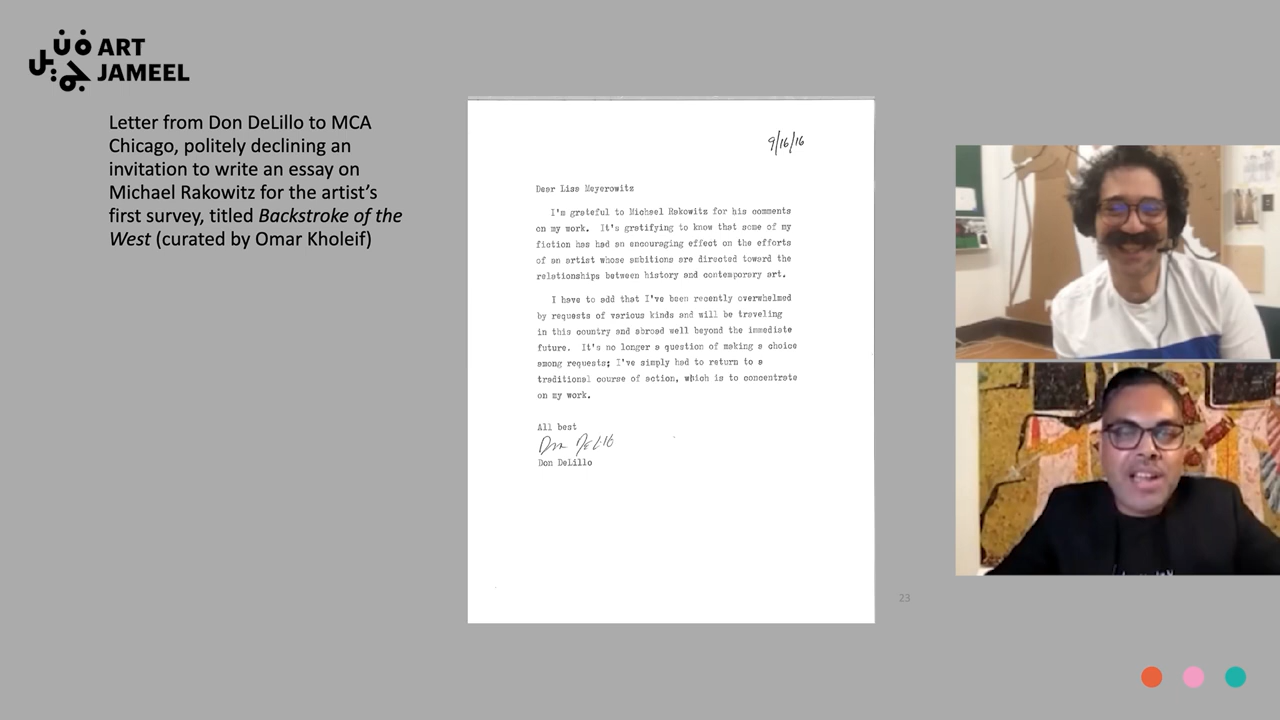 فن ART
جميل JAMEEL
Letter from Don DeLillo to MCA
Chicago, politely declining an
invitation to write an essay on
Michael Rakowitz for the artist’s
first survey, titled Backstroke of the
West (curated by Omar Kholeif)
9/16/16
Dear Lisa Meyerowitz
I'm grateful to Michael Rakowitz for his comments
on my work. It's gratifying to know that some of my
fiction has had an encouraging effect on the efforts
of an artist whose ambitions are directed toward the
relationships between history and contemporary art.
I have to add that I've been recently overwhelmed
by requests of various kinds and will be traveling
in this country and abroad well beyond the immediate
future. It's no longer a question of making a choice
among requests; I've simply had to return to a
traditional course of action, which is to concentrate
on my work.
All best
Don DeLillo
Don DeLillo
23